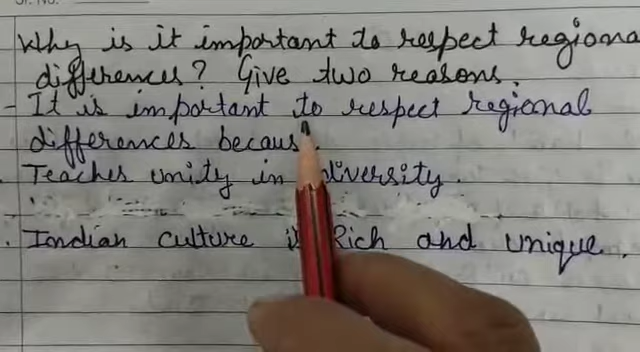 Why is it important to respect regiona
differences? Give two reasons.
- It is important to respect regional
differences becaus
. Teaches unity in diversity.
. Indian culture is Rich and unique.